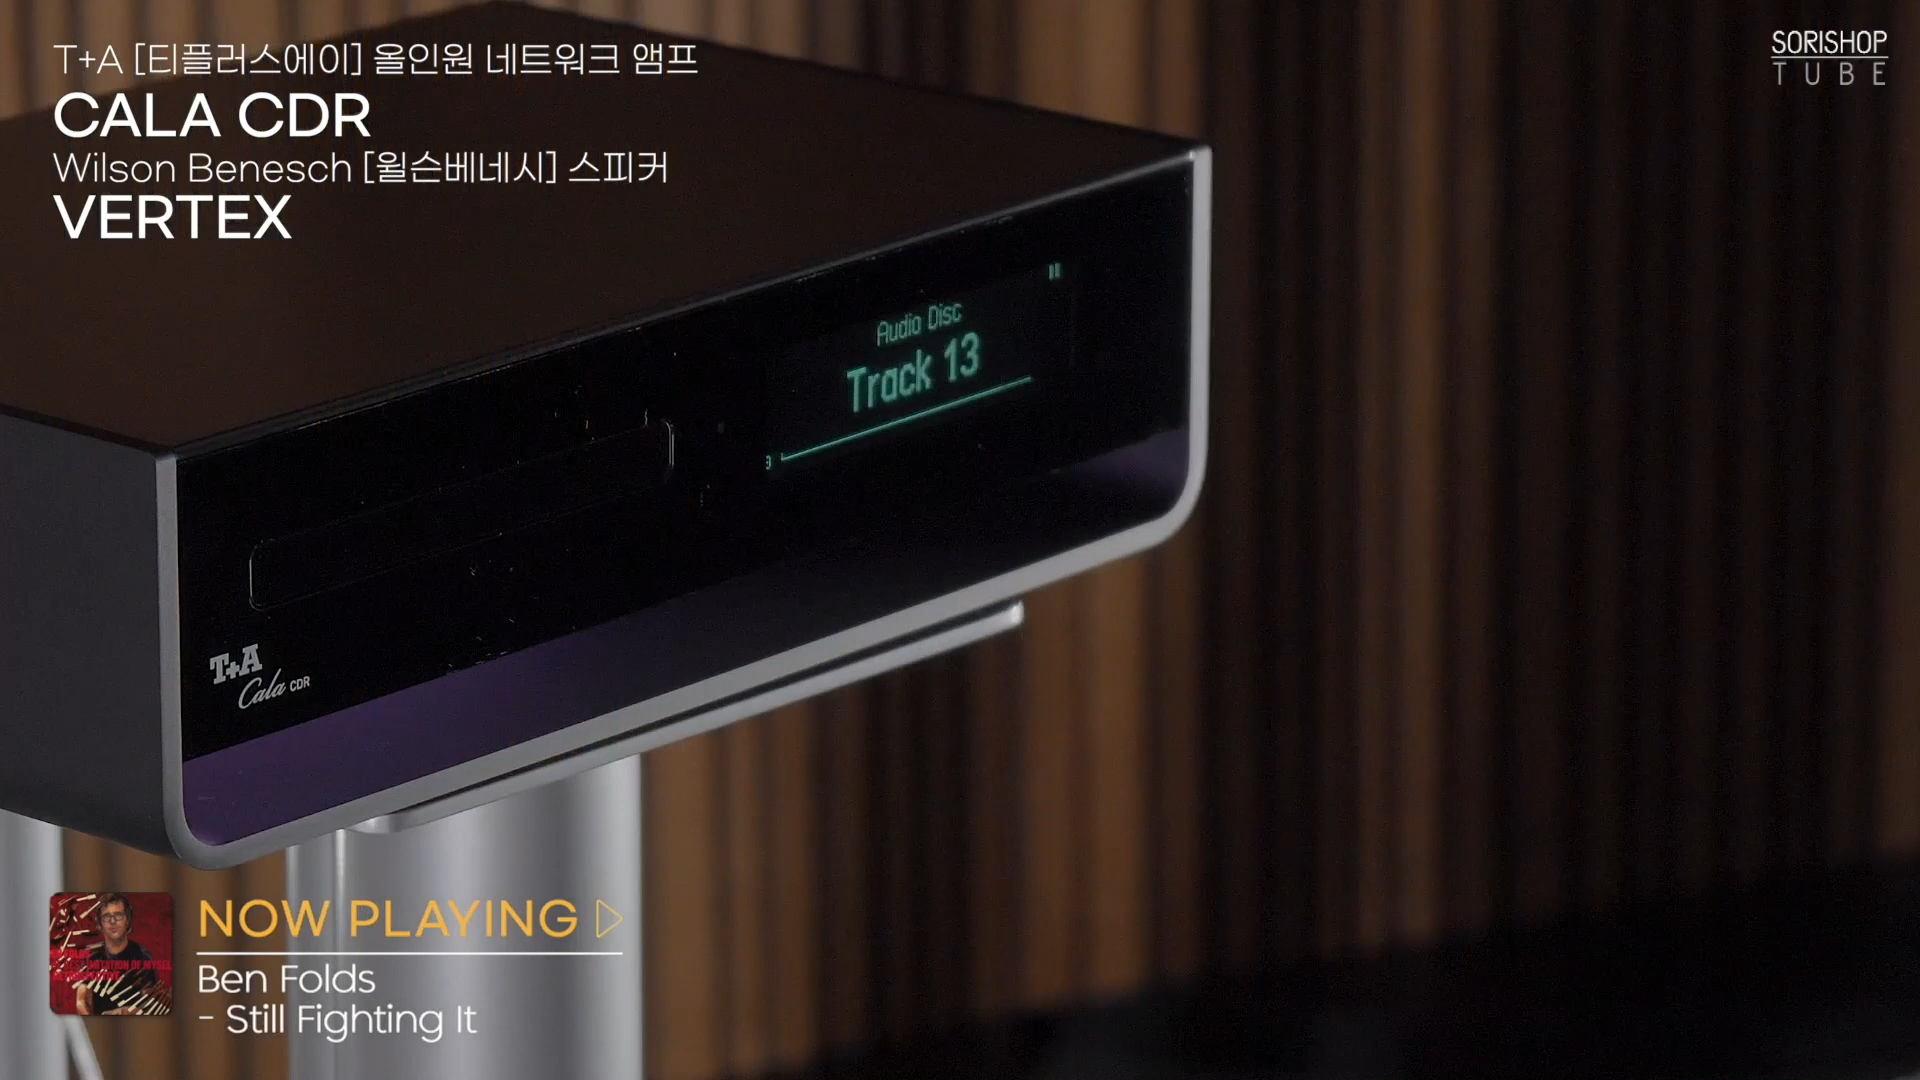 T+A [티플러스에이] 올인원 네트워크 앰프
CALA CDR
Wilson Benesch [윌슨베네시] 스피커
VERTEX
SORISHOP
TUBE
Audio Disc
Track 13
T+A
Cala CDR
NOW PLAYING
Ben Folds
- Still Fighting It